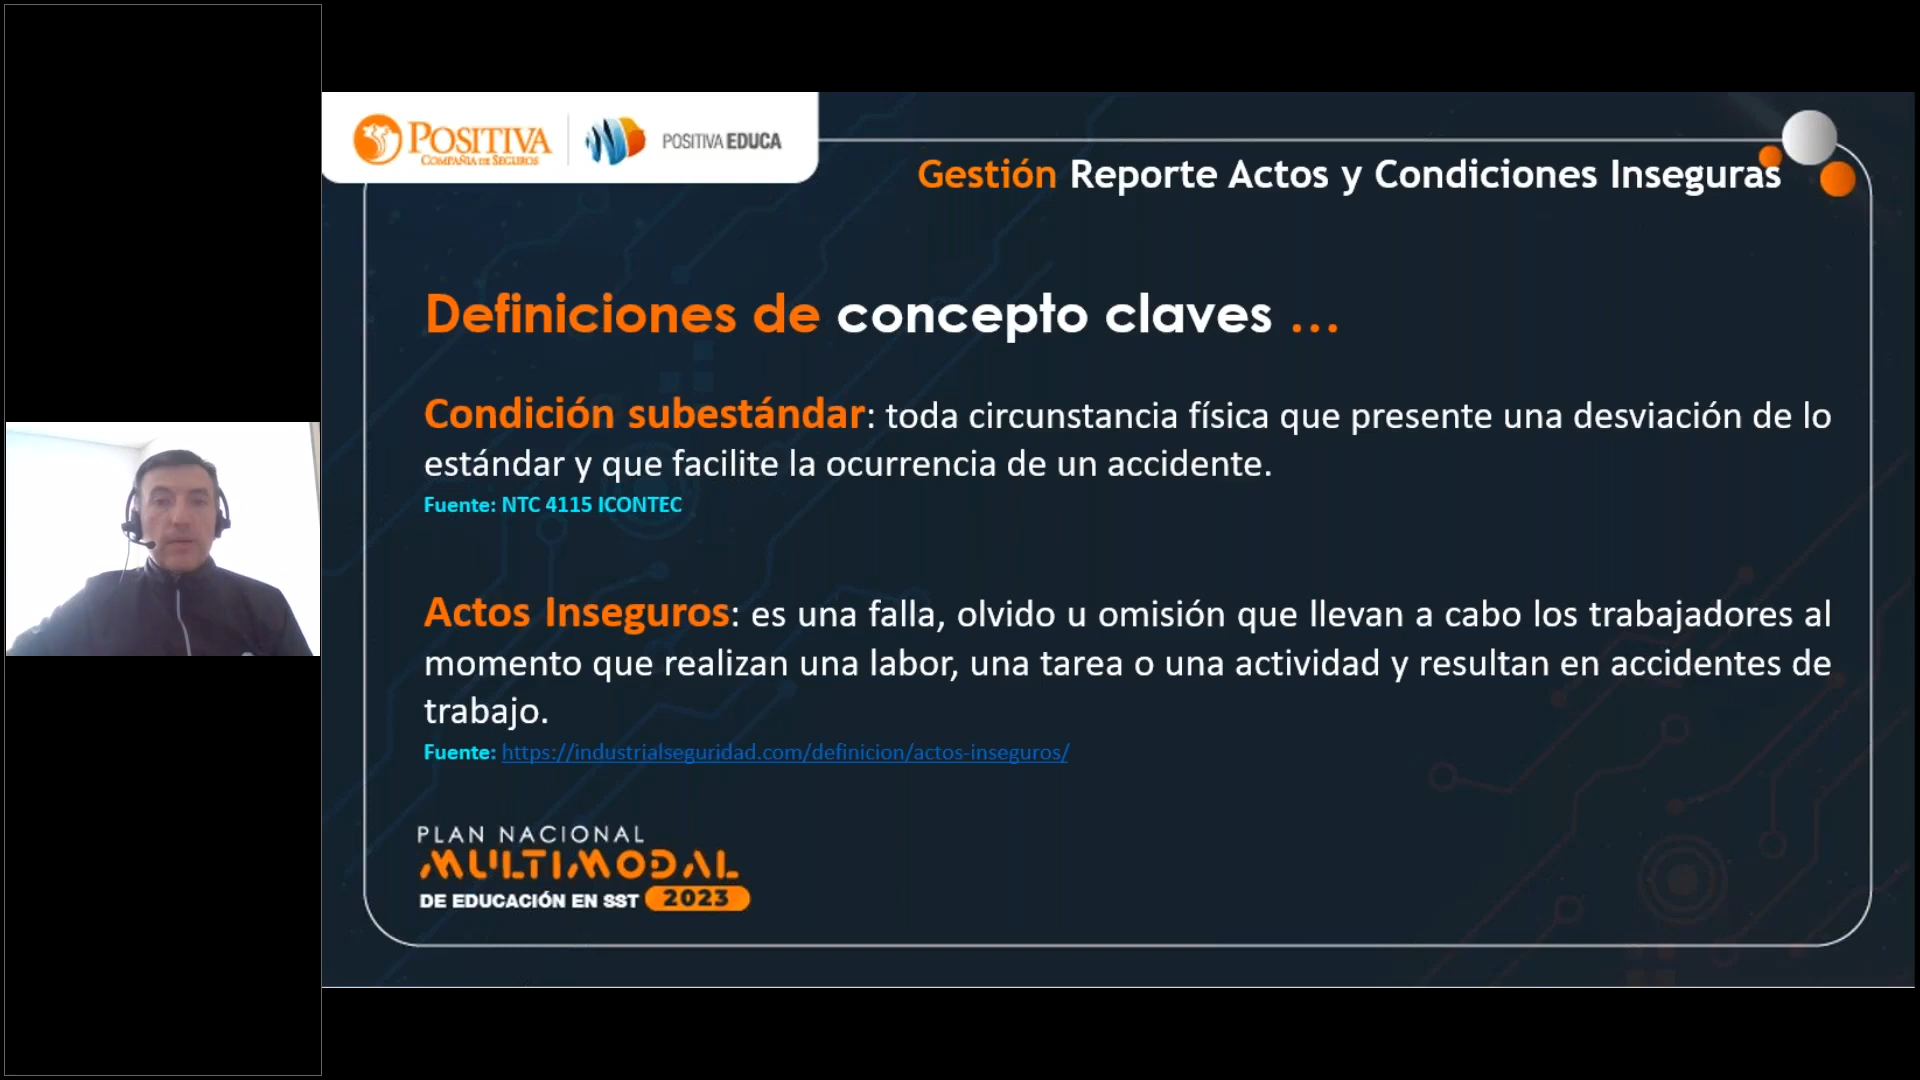 POSITIVA
COMPAÑIA DE SEGUROS
POSITIVA EDUCA
Gestión Reporte Actos y Condiciones Inseguras
Definiciones de concepto claves ...
Condición subestándar: toda circunstancia física que presente una desviación de lo
estándar y que facilite la ocurrencia de un accidente.
Fuente: NTC 4115 ICONTEC
Actos Inseguros: es una falla, olvido u omisión que llevan a cabo los trabajadores al
momento que realizan una labor, una tarea o una actividad y resultan en accidentes de
trabajo.
Fuente: https://industrialseguridad.com/definicion/actos-inseguros/
PLAN NACIONAL
MULTIMODAL
DE EDUCACIÓN EN SST 2023